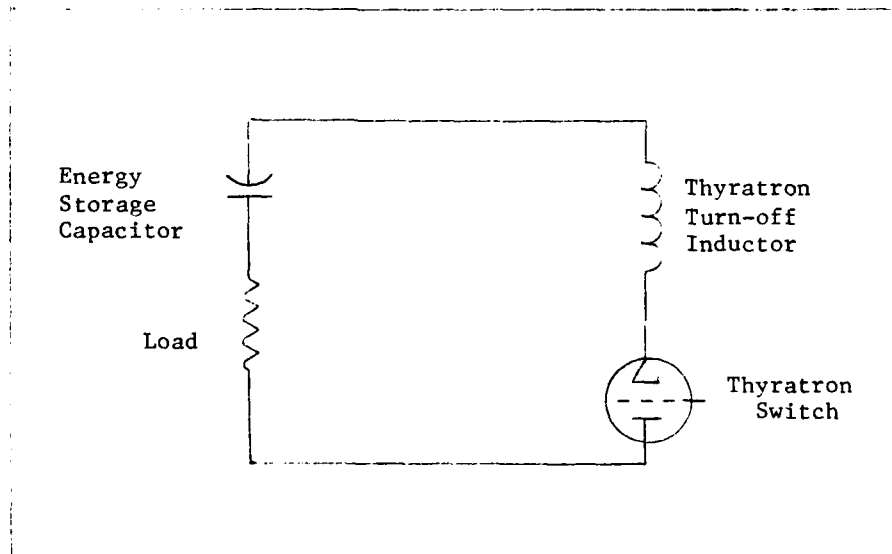 Energy
Storage
Capacitor
Load
Thyratron
Turn-off
Inductor
Thyratron
Switch